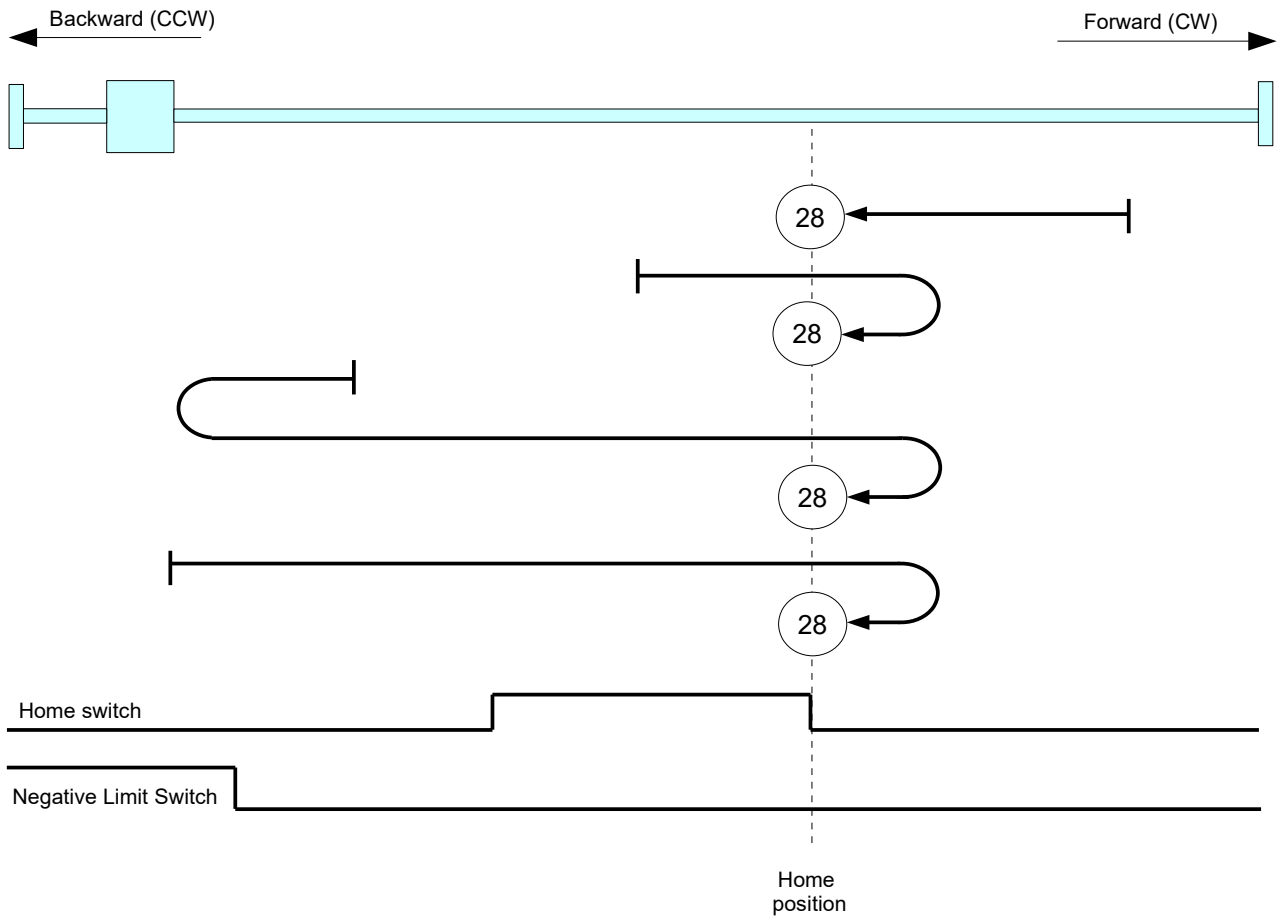 Backward (CCW)
Forward (CW)
28
28
28
28
Home switch
Negative Limit Switch
Home
position